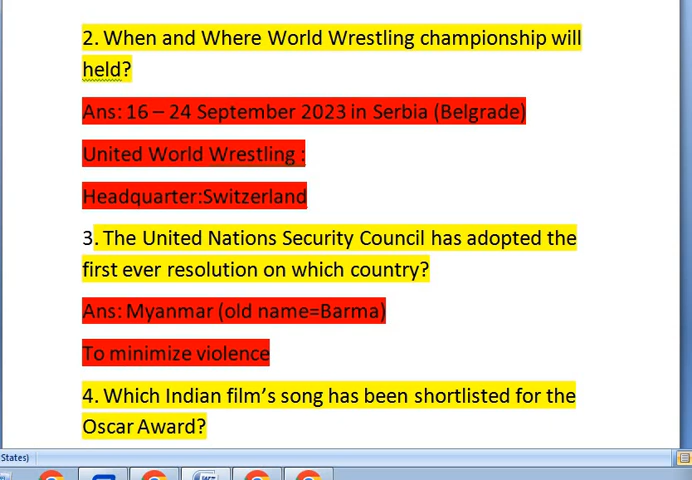 2. When and Where World Wrestling championship will
held?
Ans: 16 – 24 September 2023 in Serbia (Belgrade)
United World Wrestling :
Headquarter:Switzerland
3. The United Nations Security Council has adopted the
first ever resolution on which country?
Ans: Myanmar (old name=Barma)
To minimize violence
4. Which Indian film’s song has been shortlisted for the
Oscar Award?
States)